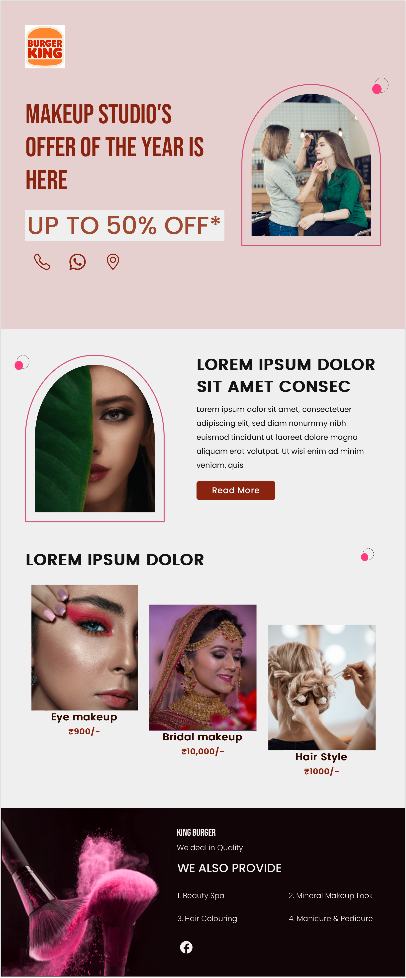 BURGER
KING
MAKEUP STUDIO'S
OFFER OF THE YEAR IS
HERE
UP TO 50% OFF*
LOREM IPSUM DOLOR
SIT AMET CONSEC
Lorem ipsum dolor sit amet, consectetuer
adipiscing elit, sed diam nonummy nibh
euismod tincidunt ut laoreet dolore magna
aliquam erat volutpat. Ut wisi enim ad minim
veniam, quis
Read More
LOREM IPSUM DOLOR
Eye makeup
₹900/-
Bridal makeup
₹10,000/-
Hair Style
₹1000/-
KING BURGER
We deal in Quality
WE ALSO PROVIDE
1. Beauty Spa
2. Mineral Makeup Look
3. Hair Colouring
4. Manicure & Pedicure